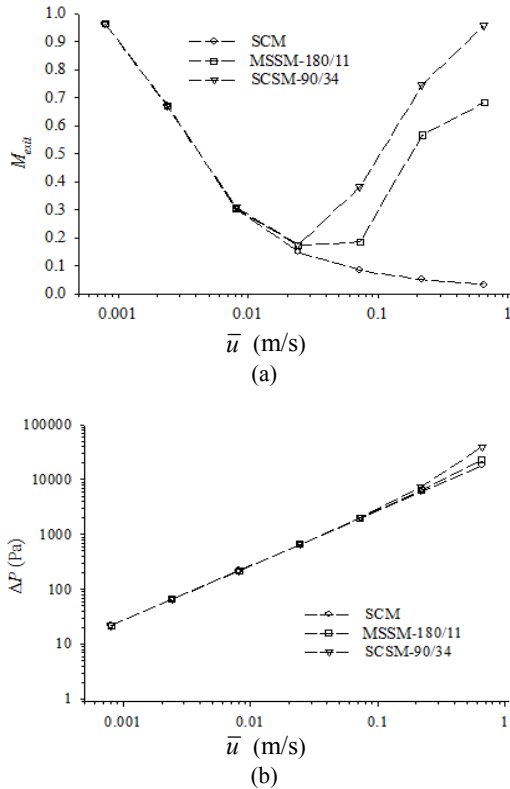 1.0
0.9
0.8
0.7
0.6
0.5
0.4
0.3
0.2
0.1
0.0
M_exit
SCM
MSSM-180/11
SCSM-90/34
0.001 0.01 0.1 1
u̅ (m/s)
(a)
100000
10000
1000
100
10
1
ΔP (Pa)
SCM
MSSM-180/11
SCSM-90/34
0.001 0.01 0.1 1
u̅ (m/s)
(b)